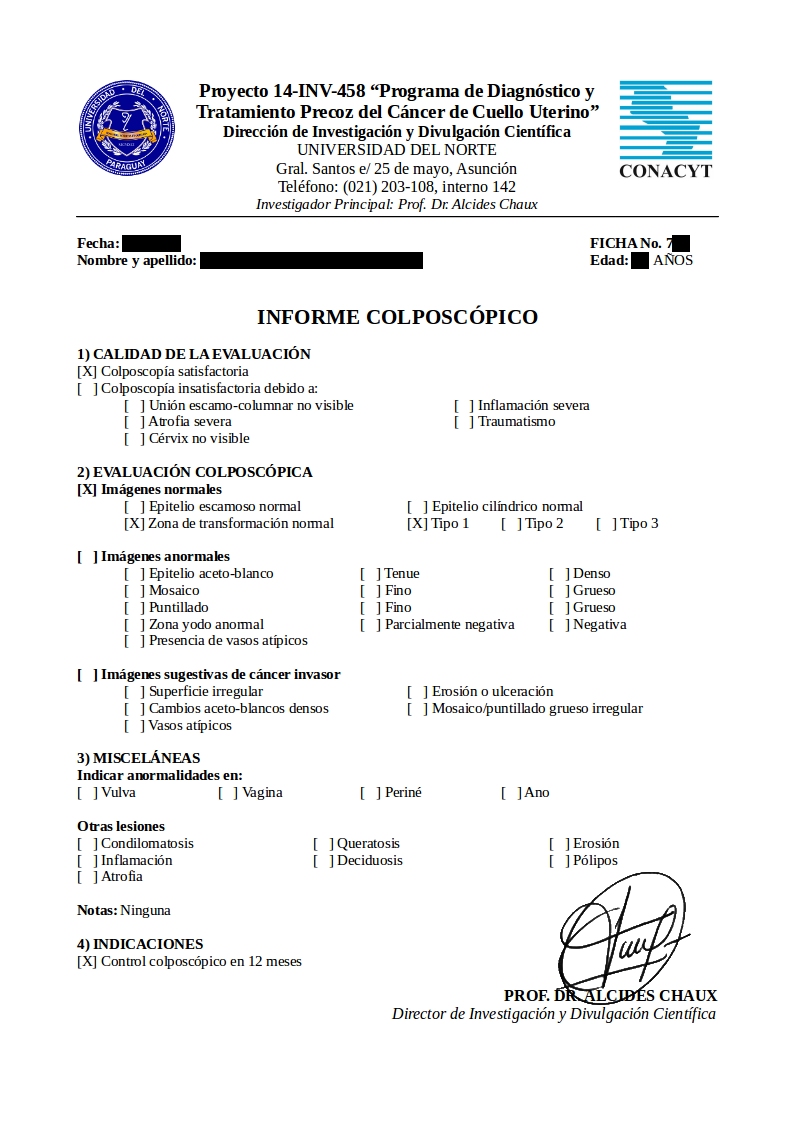 Proyecto 14-INV-458 “Programa de Diagnóstico y
Tratamiento Precoz del Cáncer de Cuello Uterino”
Dirección de Investigación y Divulgación Científica
UNIVERSIDAD DEL NORTE
Gral. Santos e/ 25 de mayo, Asunción
Teléfono: (021) 203-108, interno 142
Investigador Principal: Prof. Dr. Alcides Chaux
UNIVERSIDAD DEL NORTE
PARAGUAY
CONACYT
Fecha: FICHA No. 7
Nombre y apellido: Edad: AÑOS
INFORME COLPOSCÓPICO
1) CALIDAD DE LA EVALUACIÓN
[X] Colposcopía satisfactoria
[ ] Colposcopía insatisfactoria debido a:
[ ] Unión escamo-columnar no visible [ ] Inflamación severa
[ ] Atrofia severa [ ] Traumatismo
[ ] Cérvix no visible
2) EVALUACIÓN COLPOSCÓPICA
[X] Imágenes normales
[ ] Epitelio escamoso normal [ ] Epitelio cilíndrico normal
[X] Zona de transformación normal [X] Tipo 1 [ ] Tipo 2 [ ] Tipo 3
[ ] Imágenes anormales
[ ] Epitelio aceto-blanco [ ] Tenue [ ] Denso
[ ] Mosaico [ ] Fino [ ] Grueso
[ ] Puntillado [ ] Fino [ ] Grueso
[ ] Zona yodo anormal [ ] Parcialmente negativa [ ] Negativa
[ ] Presencia de vasos atípicos
[ ] Imágenes sugestivas de cáncer invasor
[ ] Superficie irregular [ ] Erosión o ulceración
[ ] Cambios aceto-blancos densos [ ] Mosaico/puntillado grueso irregular
[ ] Vasos atípicos
3) MISCELÁNEAS
Indicar anormalidades en:
[ ] Vulva [ ] Vagina [ ] Periné [ ] Ano
Otras lesiones
[ ] Condilomatosis [ ] Queratosis [ ] Erosión
[ ] Inflamación [ ] Deciduosis [ ] Pólipos
[ ] Atrofia
Notas: Ninguna
4) INDICACIONES
[X] Control colposcópico en 12 meses
PROF. DR. ALCIDES CHAUX
Director de Investigación y Divulgación Científica